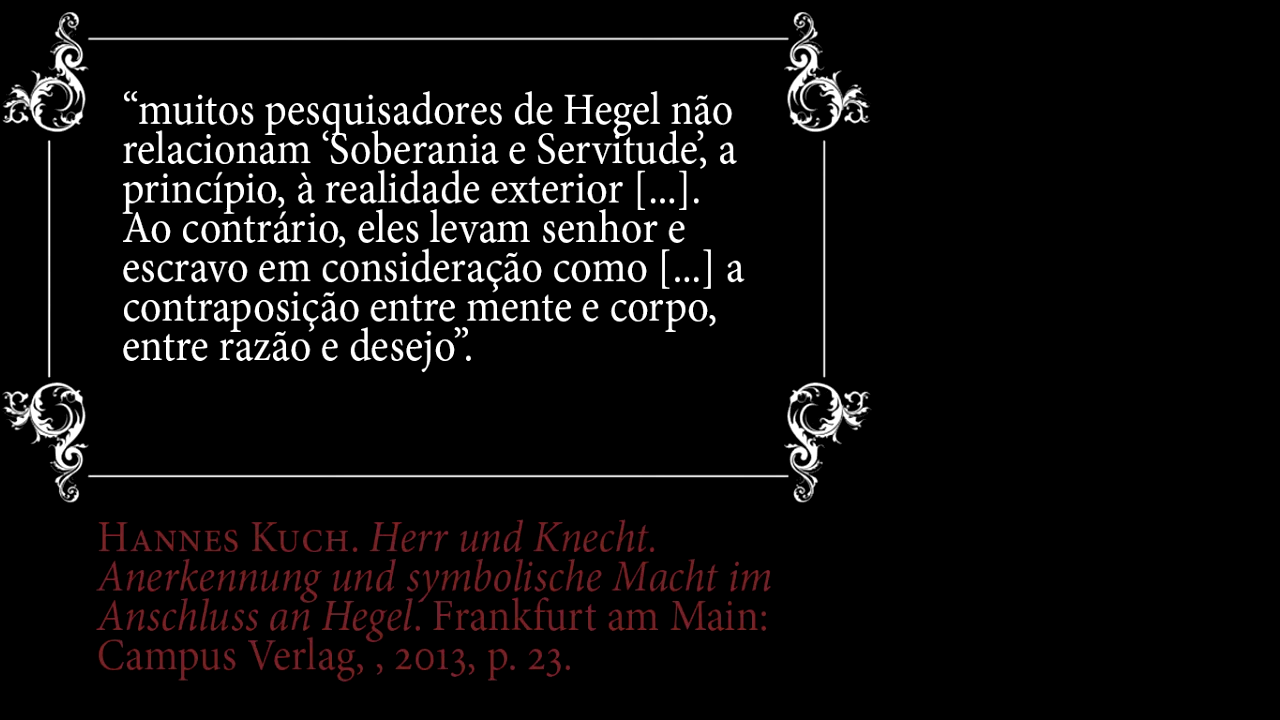 “muitos pesquisadores de Hegel não
relacionam ‘Soberania e Servitude’, a
princípio, à realidade exterior [...].
Ao contrário, eles levam senhor e
escravo em consideração como [...] a
contraposição entre mente e corpo,
entre razão e desejo”.
Hannes Kuch. Herr und Knecht.
Anerkennung und symbolische Macht im
Anschluss an Hegel. Frankfurt am Main:
Campus Verlag, , 2013, p. 23.